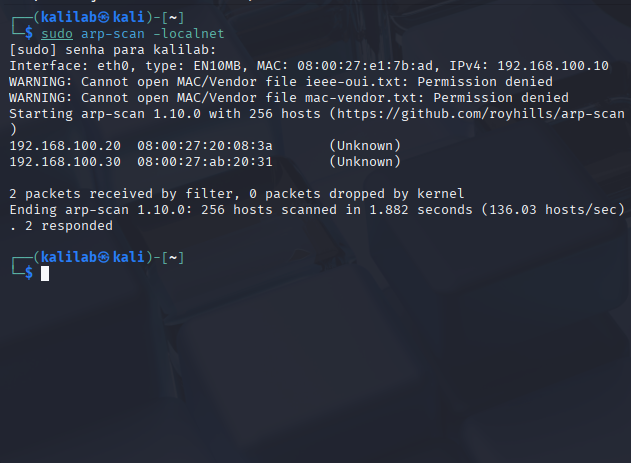 ┌──(kalilab㉿kali)-[~]
└─$ sudo arp-scan -localnet
[sudo] senha para kalilab:
Interface: eth0, type: EN10MB, MAC: 08:00:27:e1:7b:ad, IPv4: 192.168.100.10
WARNING: Cannot open MAC/Vendor file ieee-oui.txt: Permission denied
WARNING: Cannot open MAC/Vendor file mac-vendor.txt: Permission denied
Starting arp-scan 1.10.0 with 256 hosts (https://github.com/royhills/arp-scan
)
192.168.100.20  08:00:27:20:08:3a       (Unknown)
192.168.100.30  08:00:27:ab:20:31       (Unknown)

2 packets received by filter, 0 packets dropped by kernel
Ending arp-scan 1.10.0: 256 hosts scanned in 1.882 seconds (136.03 hosts/sec)
. 2 responded

┌──(kalilab㉿kali)-[~]
└─$